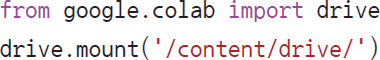 from google.colab import drive
drive.mount('/content/drive/')